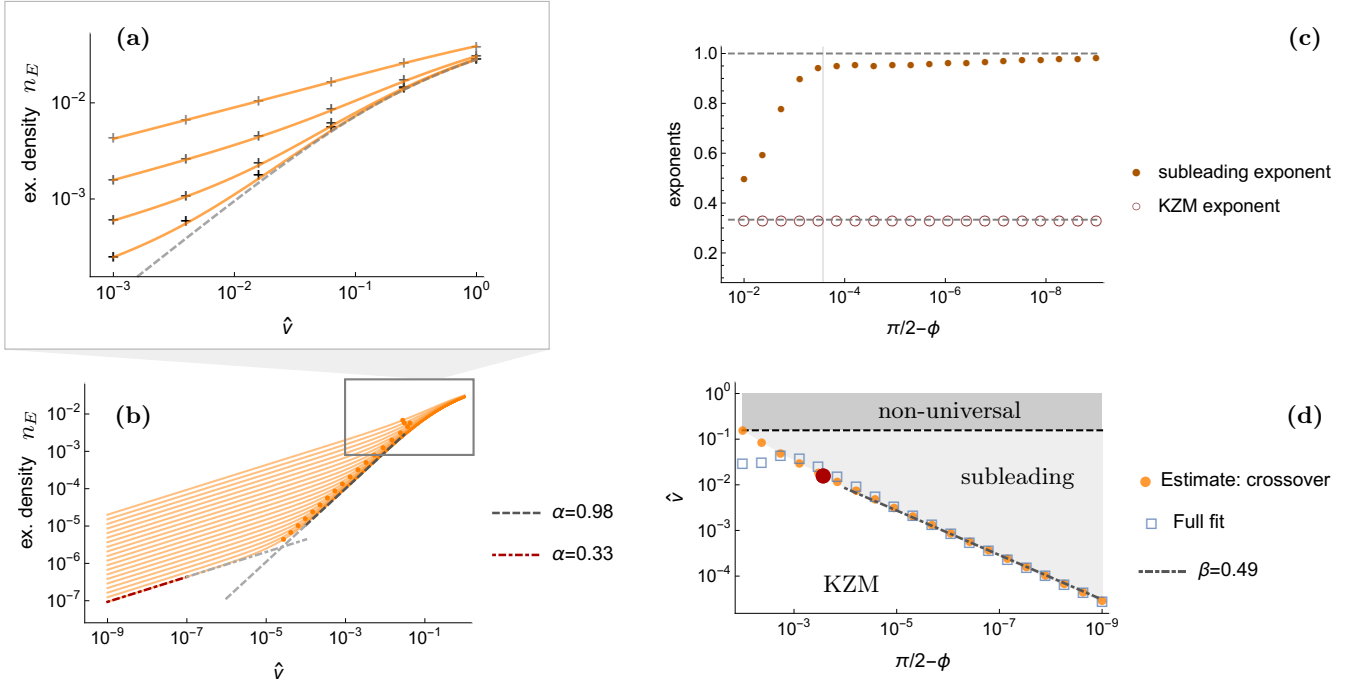 (a)
ex. density n_E
10⁻²
10⁻³
10⁻³ 10⁻² 10⁻¹ 10⁰
v̂
(b)
ex. density n_E
10⁻²
10⁻³
10⁻⁴
10⁻⁵
10⁻⁶
10⁻⁷
10⁻⁹ 10⁻⁷ 10⁻⁵ 10⁻³ 10⁻¹
v̂
α=0.98
α=0.33
(c)
exponents
1.0
0.8
0.6
0.4
0.2
10⁻² 10⁻⁴ 10⁻⁶ 10⁻⁸
π/2-ϕ
subleading exponent
KZM exponent
(d)
v̂
10⁰
10⁻¹
10⁻²
10⁻³
10⁻⁴
10⁻³ 10⁻⁵ 10⁻⁷ 10⁻⁹
π/2-ϕ
non-universal
subleading
KZM
Estimate: crossover
Full fit
β=0.49